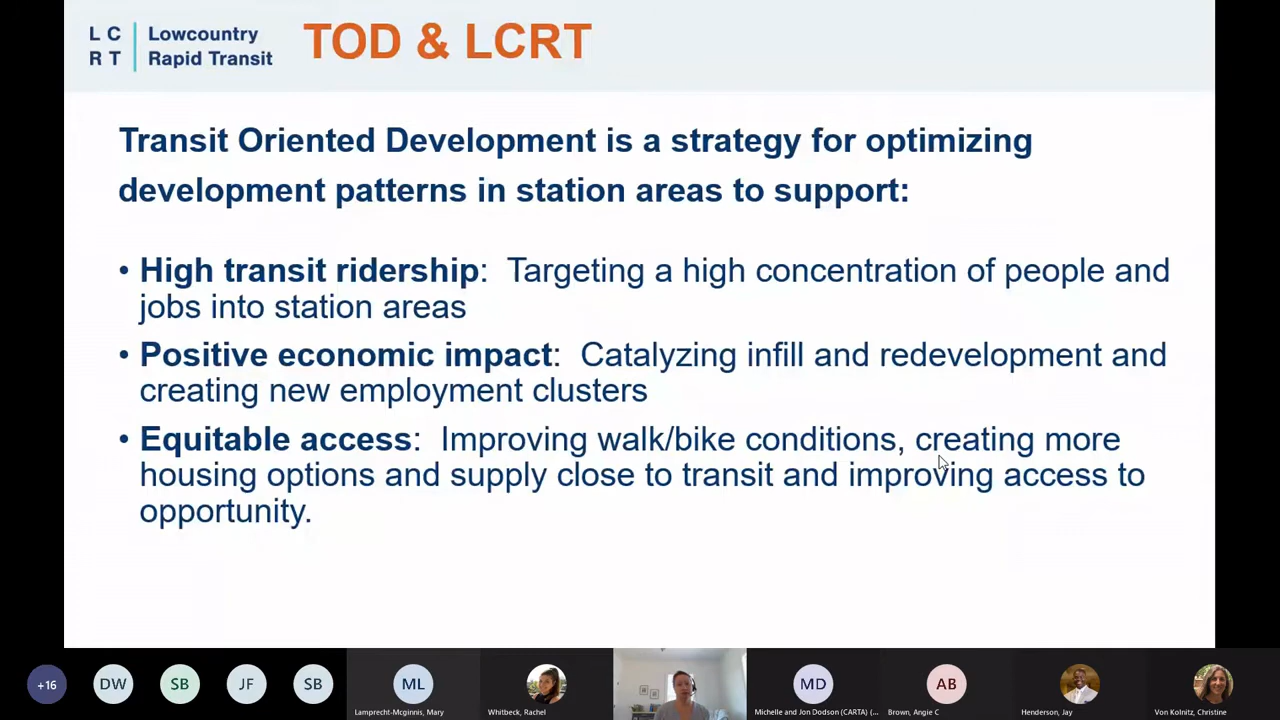 L C
R T
Lowcountry
Rapid Transit
TOD & LCRT
Transit Oriented Development is a strategy for optimizing
development patterns in station areas to support:
• High transit ridership:  Targeting a high concentration of people and
jobs into station areas
• Positive economic impact:  Catalyzing infill and redevelopment and
creating new employment clusters
• Equitable access:  Improving walk/bike conditions, creating more
housing options and supply close to transit and improving access to
opportunity.
+16
DW
SB
JF
SB
ML
Lamprecht-Mcginnis, Mary
Whitbeck, Rachel
MD
Michelle and Jon Dodson (CARTA) (...
AB
Brown, Angie C
Henderson, Jay
Von Kolnitz, Christine